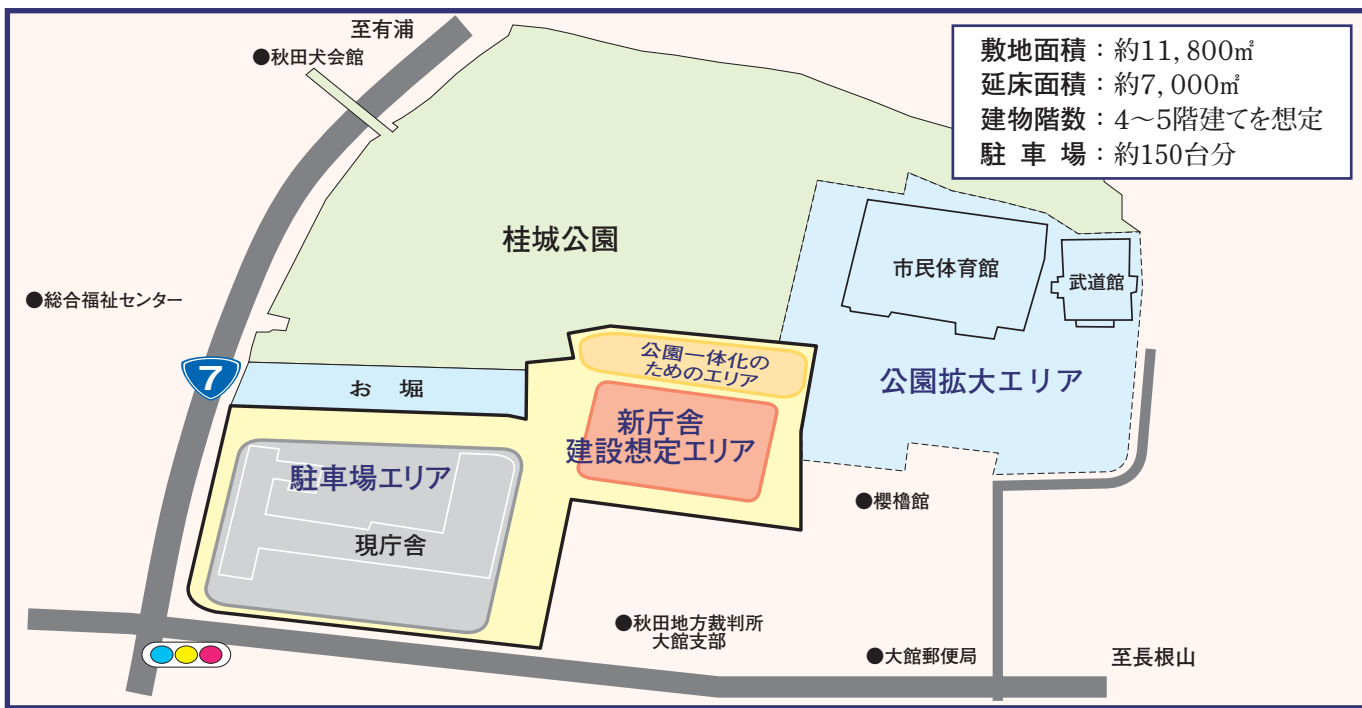 至有浦
●秋田犬会館
敷地面積：約11,800㎡
延床面積：約7,000㎡
建物階数：4～5階建てを想定
駐車場：約150台分
桂城公園
市民体育館
武道館
●総合福祉センター
7
お堀
公園一体化の
ためのエリア
公園拡大エリア
新庁舎
建設想定エリア
駐車場エリア
現庁舎
●櫻櫓館
●秋田地方裁判所
大館支部
●大館郵便局
至長根山